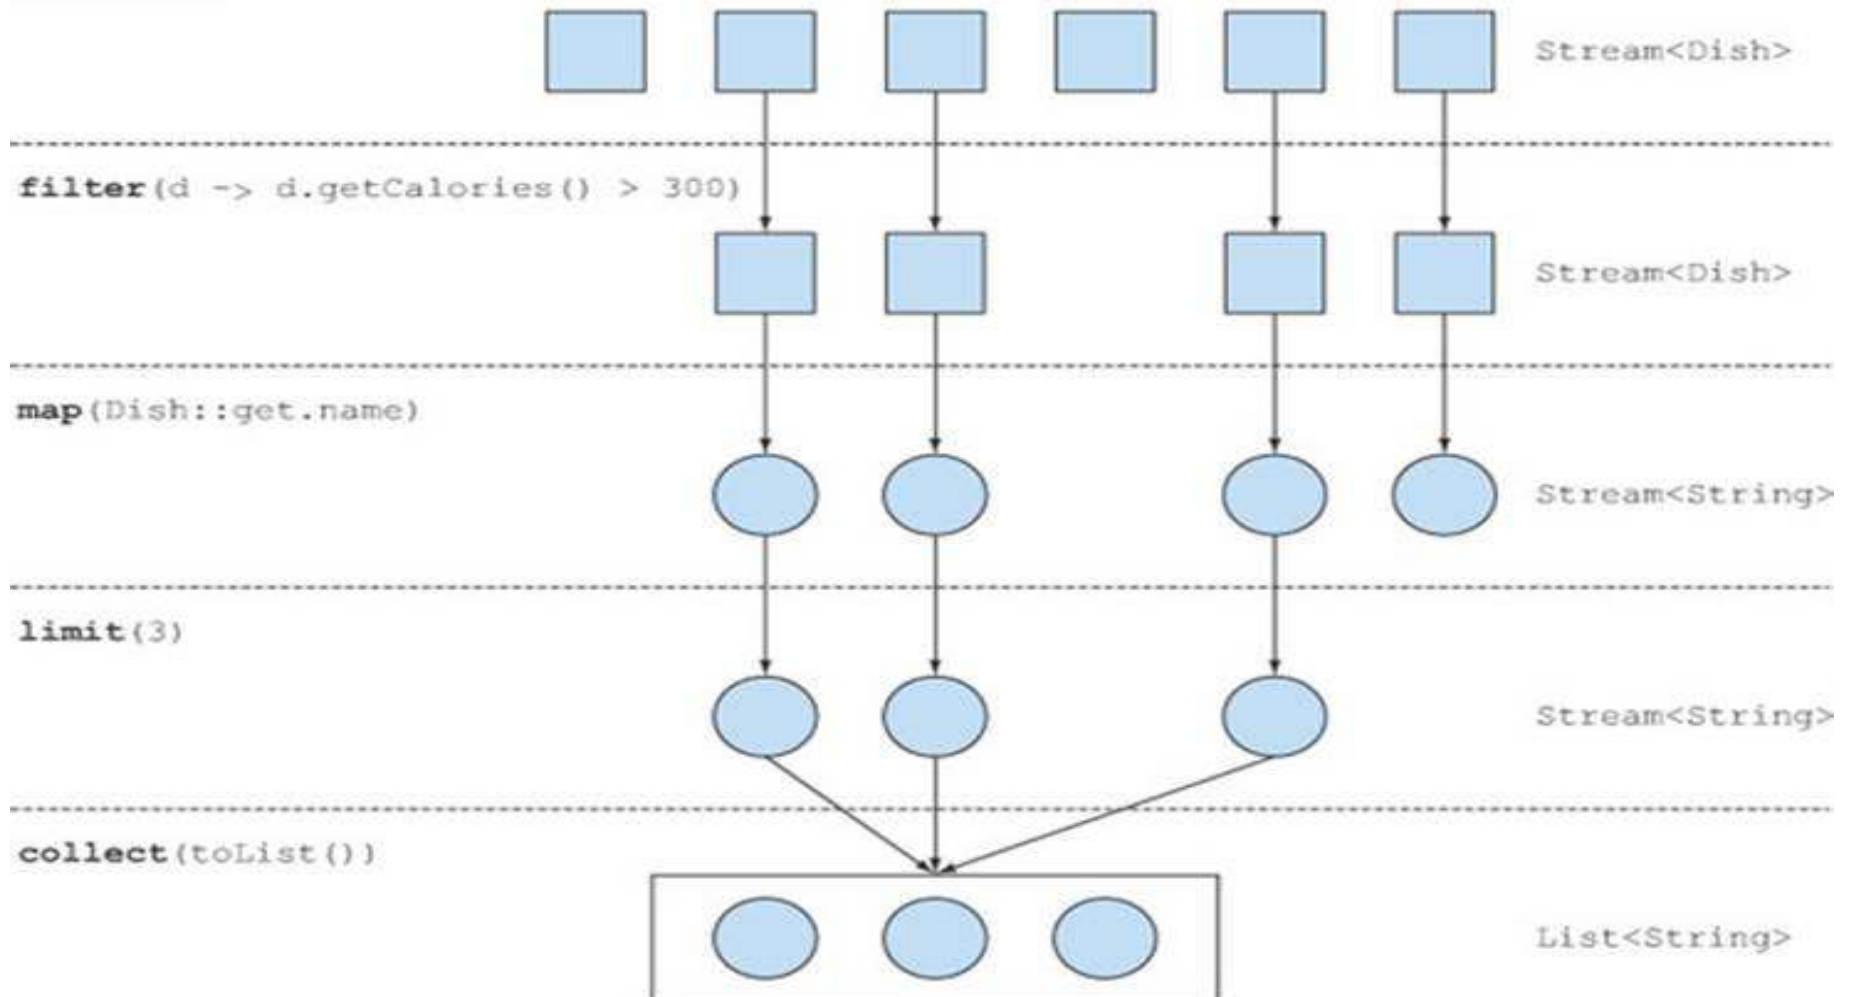 Stream<Dish>
filter(d -> d.getCalories() > 300)
Stream<Dish>
map(Dish::get.name)
Stream<String>
limit(3)
Stream<String>
collect(toList())
List<String>